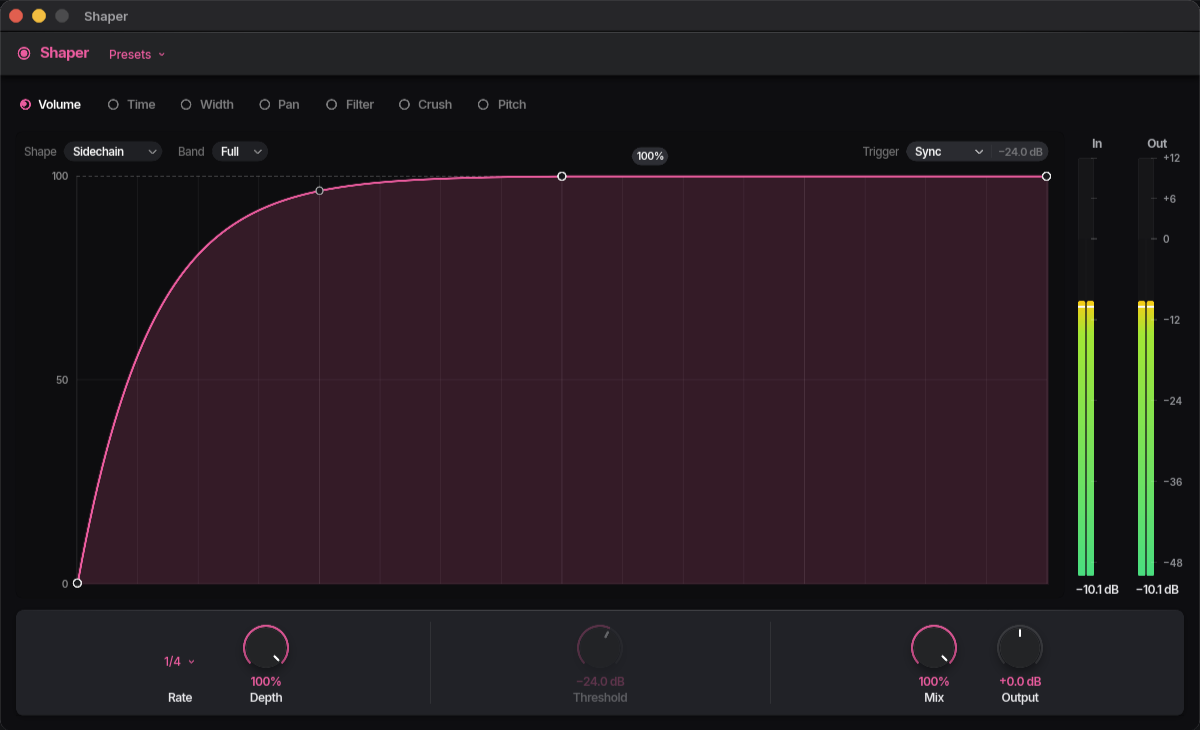 Shaper
Shaper Presets
Volume Time Width Pan Filter Crush Pitch
In Out
Shape Sidechain Band Full 100% Trigger Sync −24.0 dB
+12
100
+6
0
−12
50
−24
−36
−48
0
−10.1 dB −10.1 dB
1/4
100% −24.0 dB 100% +0.0 dB
Rate Depth Threshold Mix Output